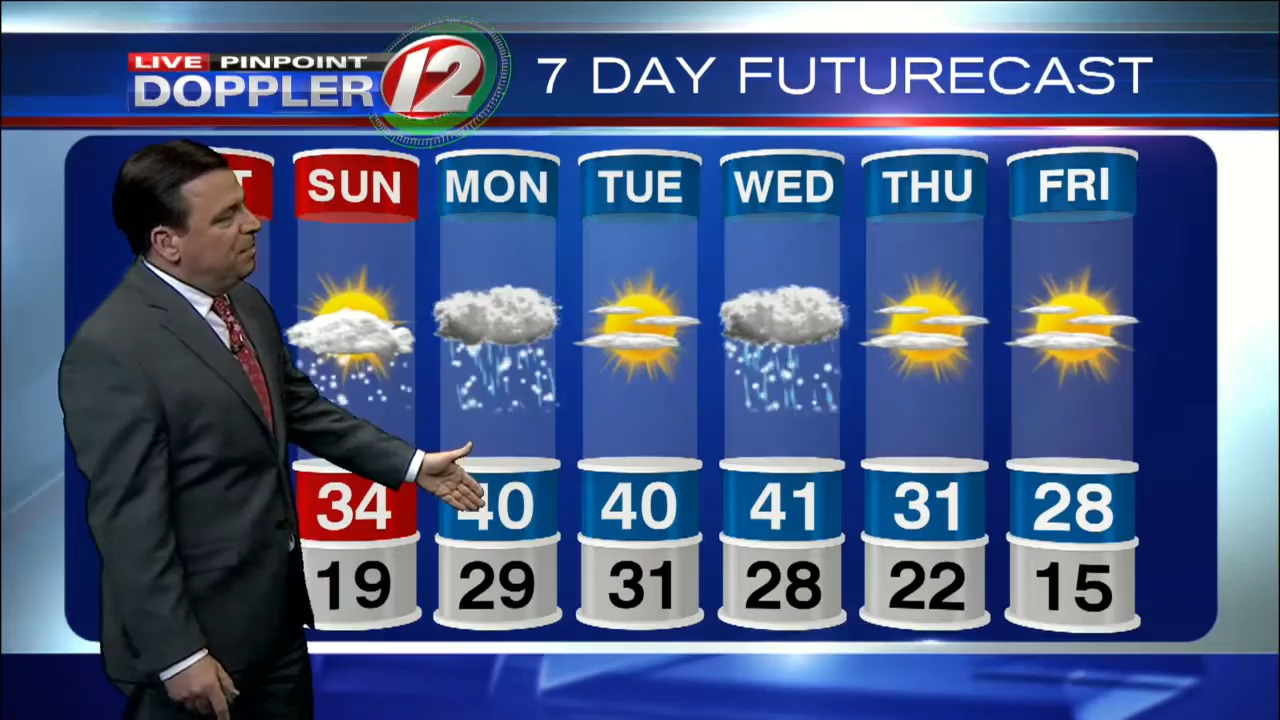 LIVE PINPOINT
DOPPLER 12
7 DAY FUTURECAST
T SUN MON TUE WED THU FRI
34 40 40 41 31 28
19 29 31 28 22 15